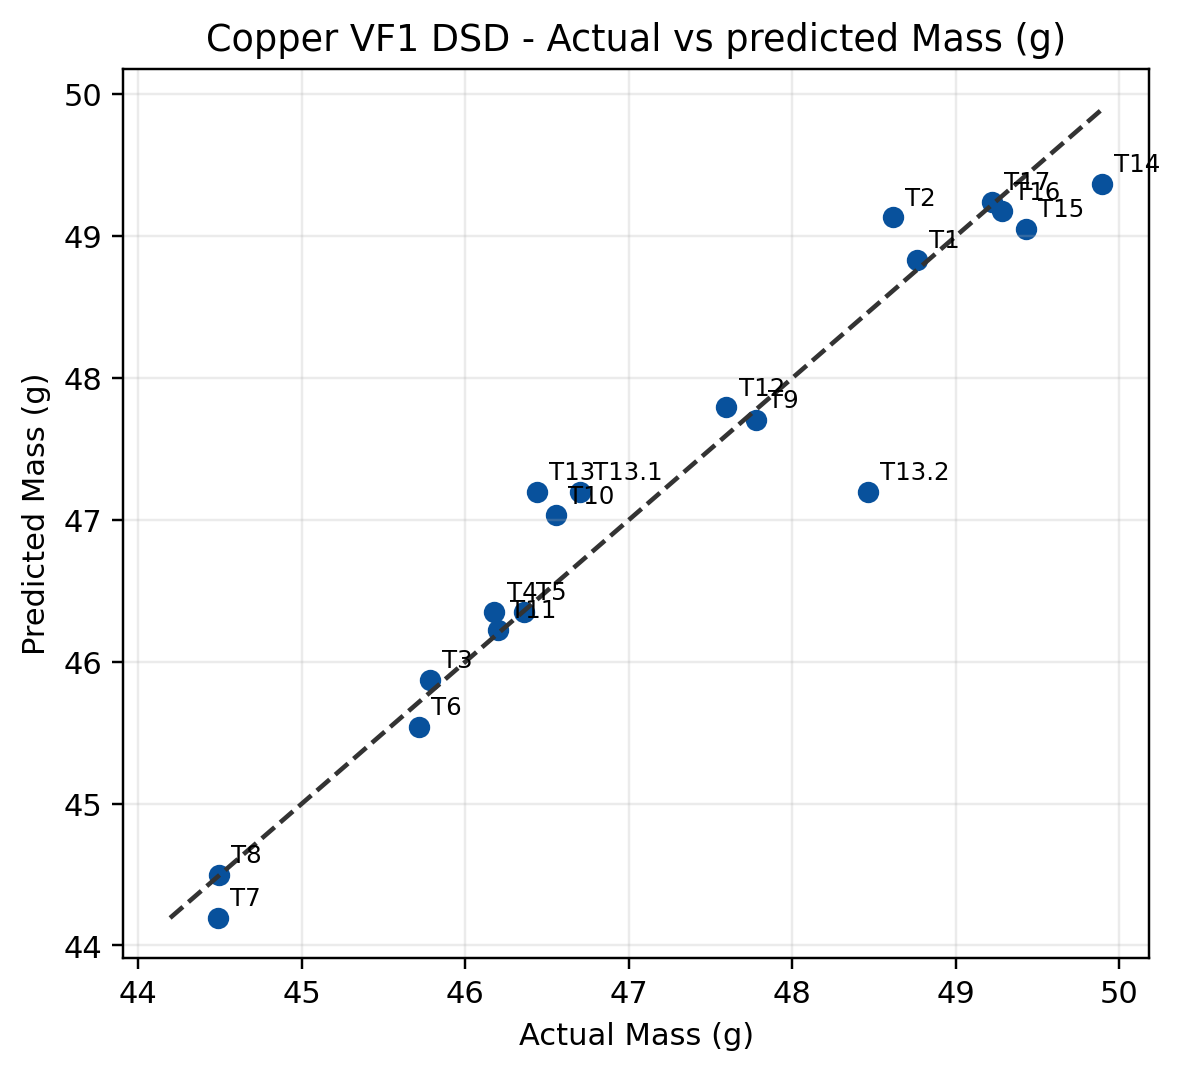 Copper VF1 DSD - Actual vs predicted Mass (g)
50
49
48
47
46
45
44
Predicted Mass (g)
T14
T17
T16
T2
T15
T1
T12
T9
T13
T13.1
T13.2
T10
T4
T5
T11
T3
T6
T8
T7
44
45
46
47
48
49
50
Actual Mass (g)